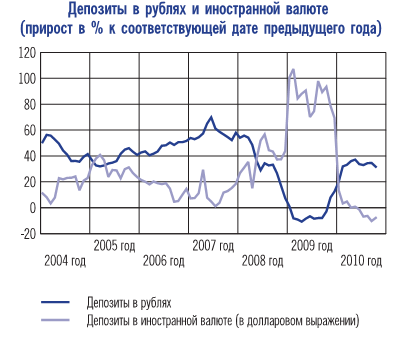 Депозиты в рублях и иностранной валюте
(прирост в % к соответствующей дате предыдущего года)
120
100
80
60
40
20
0
-20
2005 год
2007 год
2009 год
2004 год
2006 год
2008 год
2010 год
Депозиты в рублях
Депозиты в иностранной валюте (в долларовом выражении)